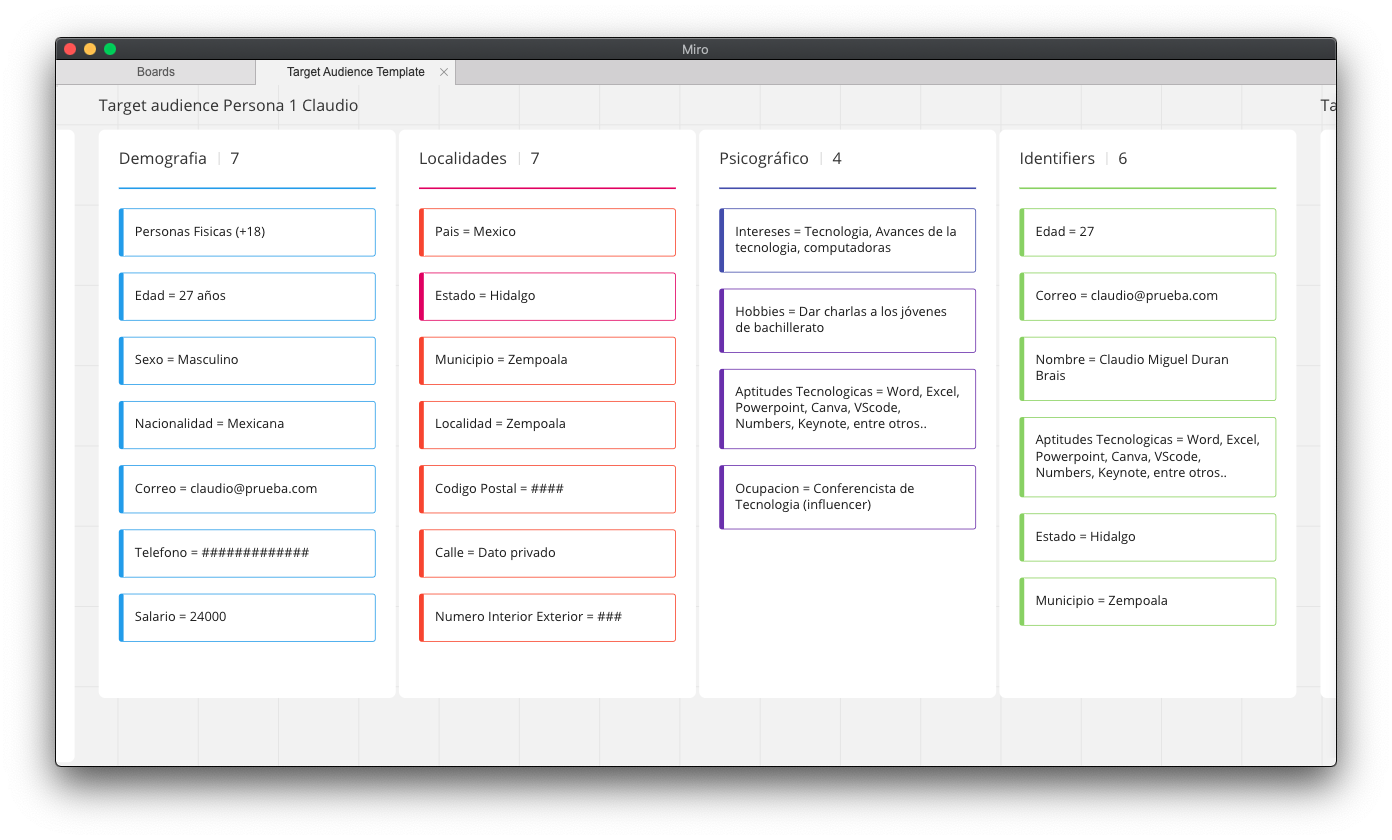 Miro
Boards
Target Audience Template
Target audience Persona 1 Claudio
Ta
Demografia | 7
Personas Fisicas (+18)
Edad = 27 años
Sexo = Masculino
Nacionalidad = Mexicana
Correo = claudio@prueba.com
Telefono = #############
Salario = 24000
Localidades | 7
Pais = Mexico
Estado = Hidalgo
Municipio = Zempoala
Localidad = Zempoala
Codigo Postal = ####
Calle = Dato privado
Numero Interior Exterior = ###
Psicográfico | 4
Intereses = Tecnologia, Avances de la
tecnologia, computadoras
Hobbies = Dar charlas a los jóvenes
de bachillerato
Aptitudes Tecnologicas = Word, Excel,
Powerpoint, Canva, VScode,
Numbers, Keynote, entre otros..
Ocupacion = Conferencista de
Tecnologia (influencer)
Identifiers | 6
Edad = 27
Correo = claudio@prueba.com
Nombre = Claudio Miguel Duran
Brais
Aptitudes Tecnologicas = Word, Excel,
Powerpoint, Canva, VScode,
Numbers, Keynote, entre otros..
Estado = Hidalgo
Municipio = Zempoala